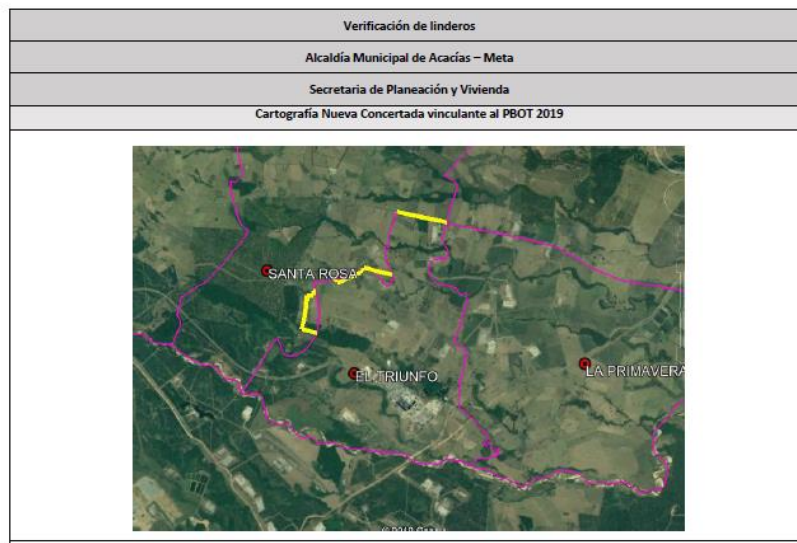 Verificación de linderos
Alcaldía Municipal de Acacías – Meta
Secretaria de Planeación y Vivienda
Cartografía Nueva Concertada vinculante al PBOT 2019
SANTA ROSA
EL TRIUNFO
LA PRIMAVERA